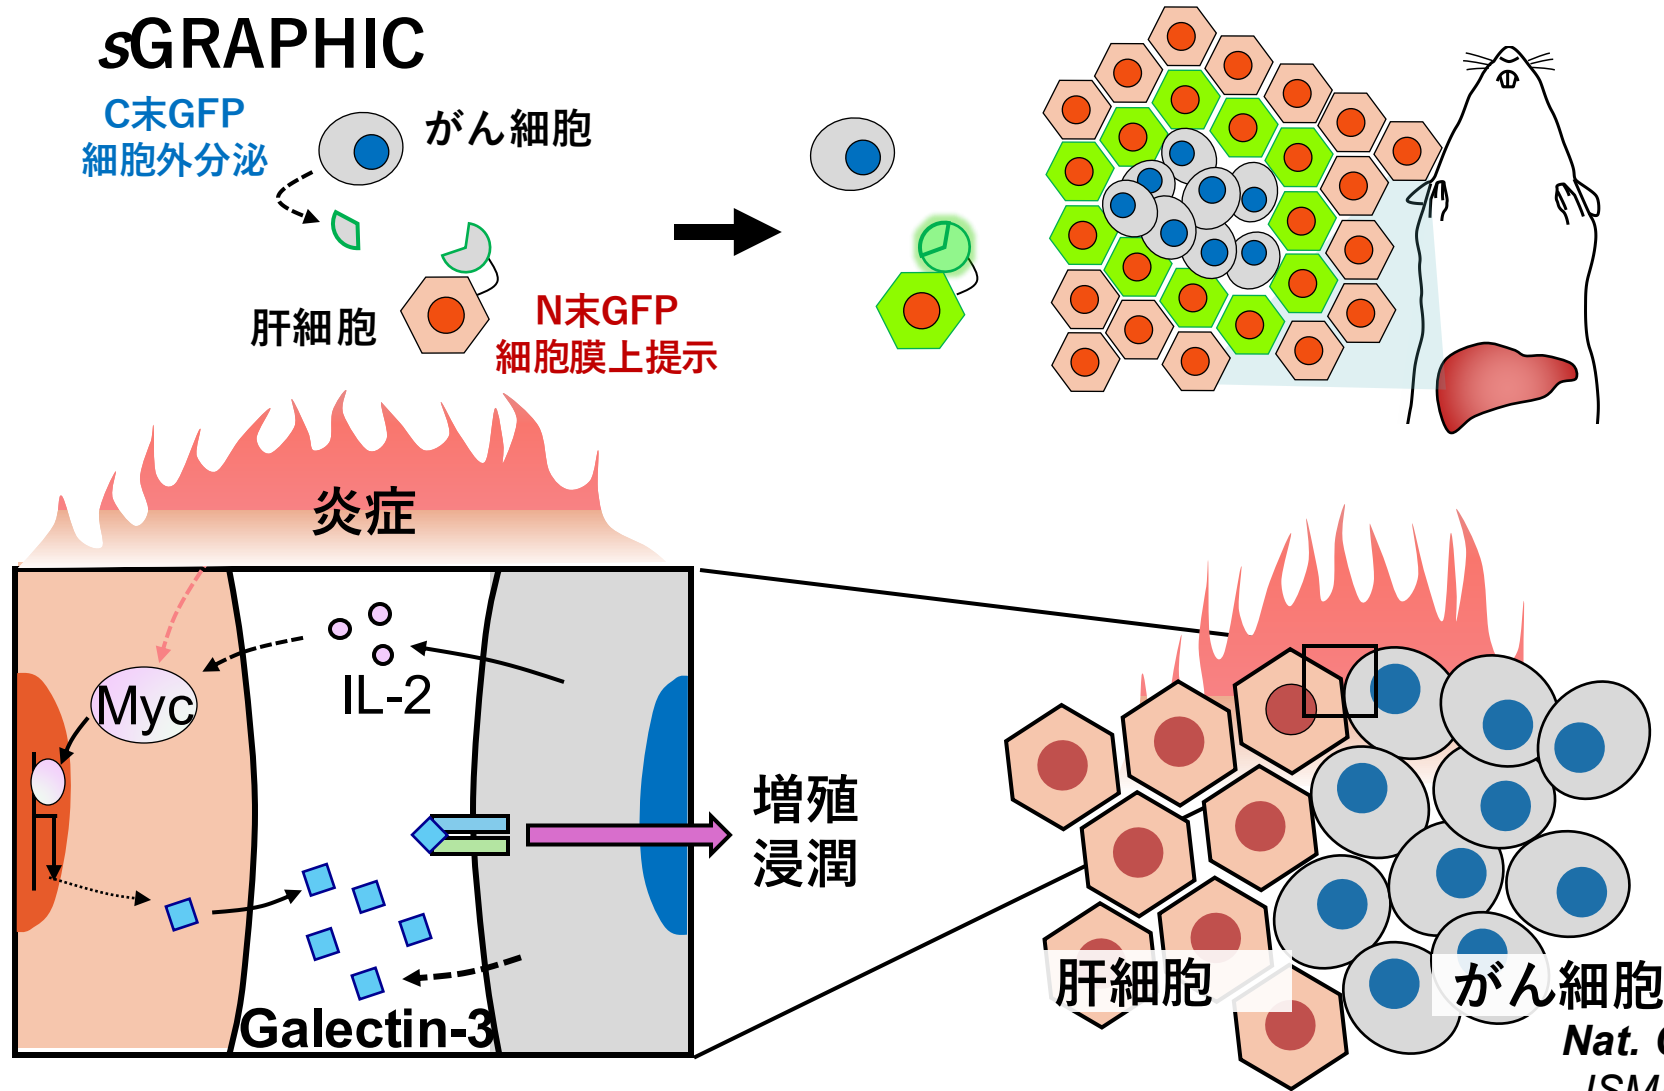 sGRAPHIC
C末GFP
細胞外分泌
がん細胞
肝細胞
N末GFP
細胞膜上提示
炎症
Myc
IL-2
増殖
浸潤
Galectin-3
肝細胞
がん細胞
Nat.
ISM